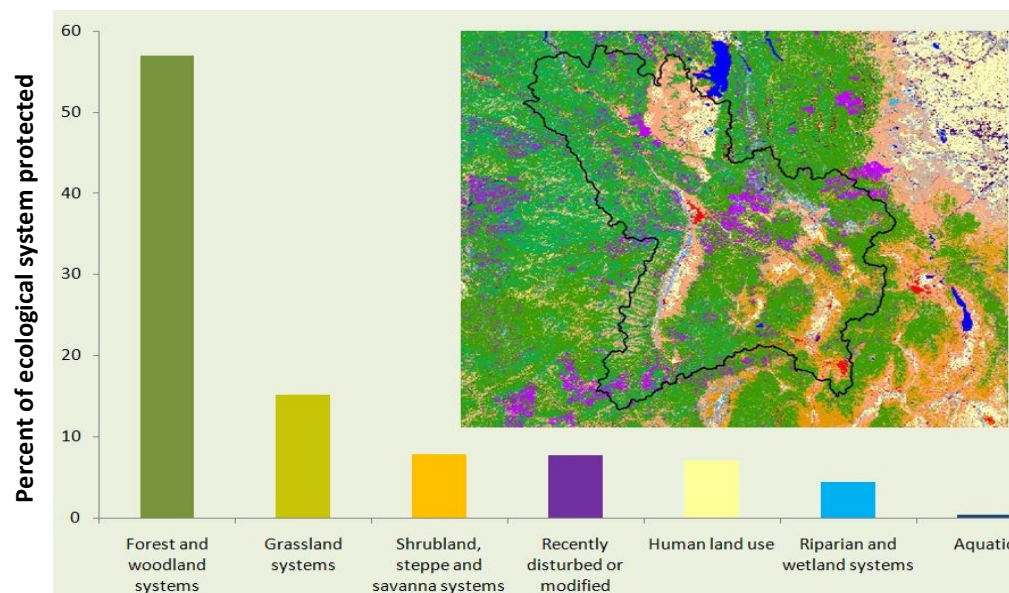 Percent of ecological system protected
60
50
40
30
20
10
0
Forest and
woodland
systems
Grassland
systems
Shrubland,
steppe and
savanna systems
Recently
disturbed or
modified
Human land use
Riparian and
wetland systems
Aquatic